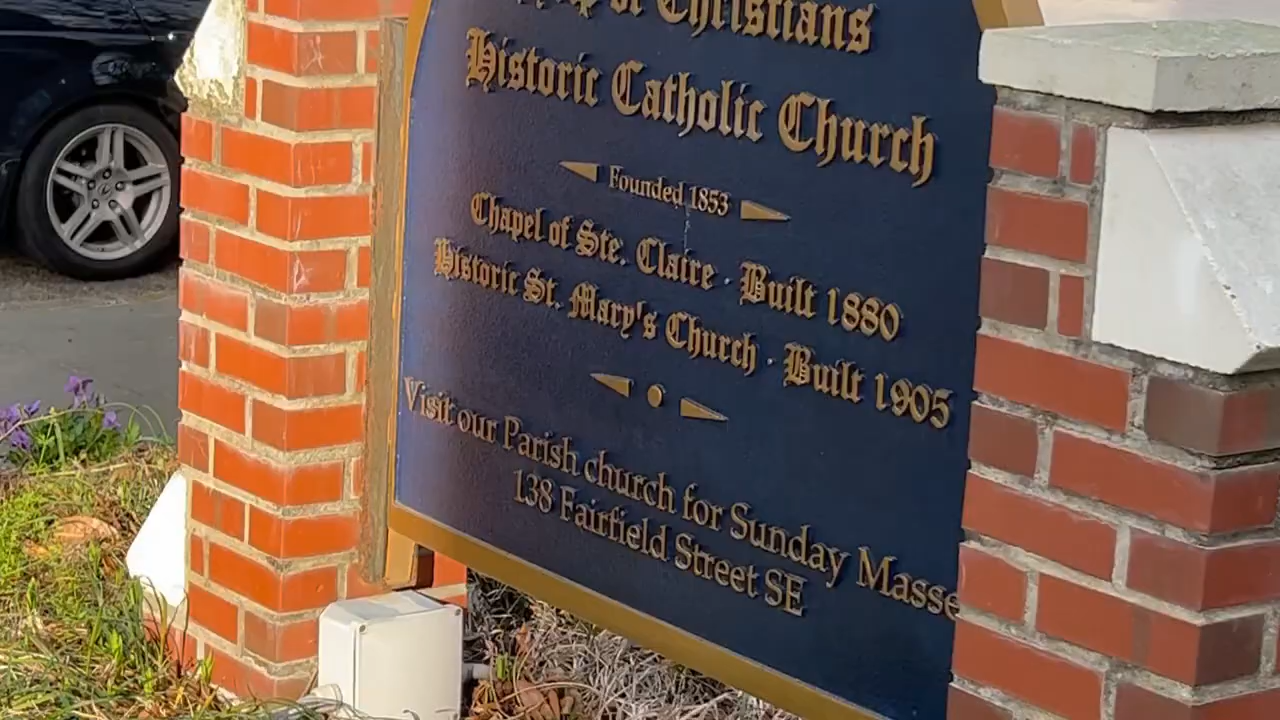 of Christians
Historic Catholic Church
Founded 1853
Chapel of Ste. Claire · Built 1880
Historic St. Mary's Church · Built 1905
Visit our Parish church for Sunday Masse
138 Fairfield Street SE